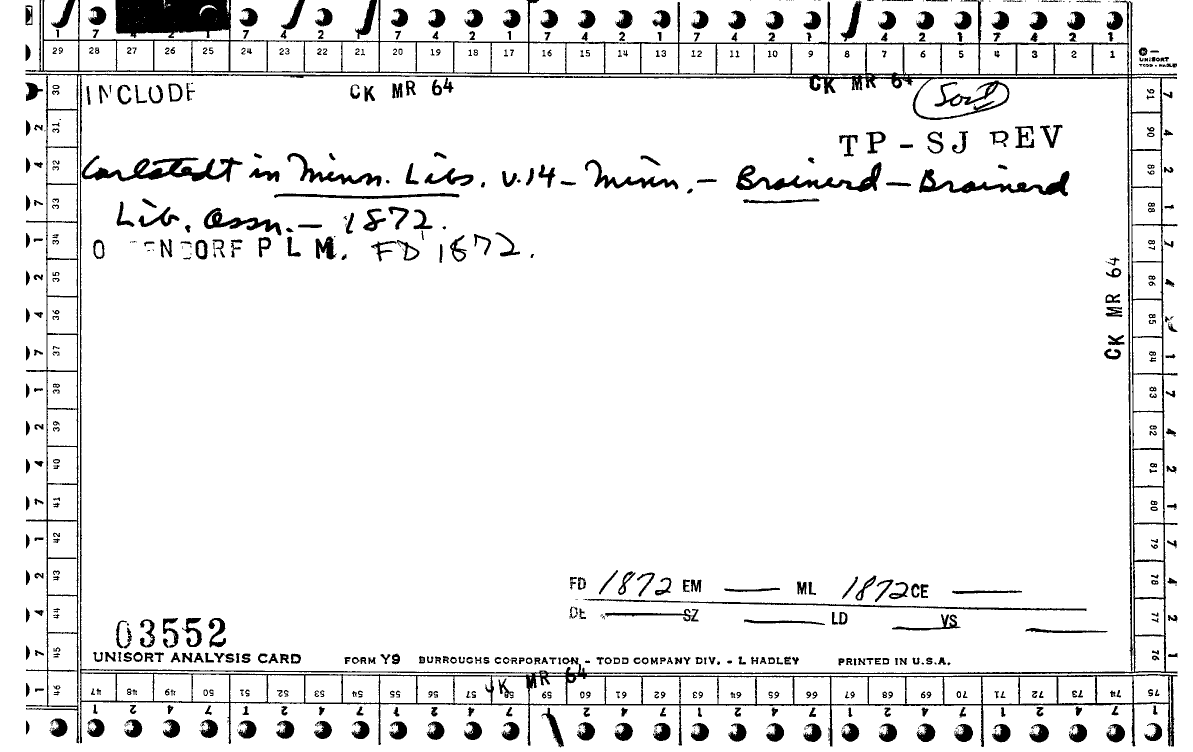 1 7 2 4 2 1 7 4 2 1 7 4 2 1 7 4 2 1 7 4 2 1 7 4 2 1
29 28 27 26 25 24 23 22 21 20 19 18 17 16 15 14 13 12 11 10 9 8 7 6 5 4 3 2 1
UNISORT
INCLUDE CK MR 64 CK MR 64
TP-SJ REV
Carlstedt in Minn. Libs. v.14 - Minn. - Brainerd - Brainerd
Lib. Assn. - 1872.
P L M. FD 1872.
CK MR 64
30 31 32 33 34 35 36 37 38 39 40 41 42 43 44 45 46
91 90 89 88 87 86 85 84 83 82 81 80 79 78 77 76 75
FD 1872 EM ML 1872 CE
DE SZ LD VS
03552
UNISORT ANALYSIS CARD FORM Y9 BURROUGHS CORPORATION - TODD COMPANY DIV. - L HADLEY PRINTED IN U.S.A.
CK MR 64
47 48 49 50 51 52 53 54 55 56 57 58 59 60 61 62 63 64 65 66 67 68 69 70 71 72 73 74
1 2 4 7 1 2 4 7 1 2 4 7 1 2 4 7 1 2 4 7 1 2 4 7 1 2 4 7 1